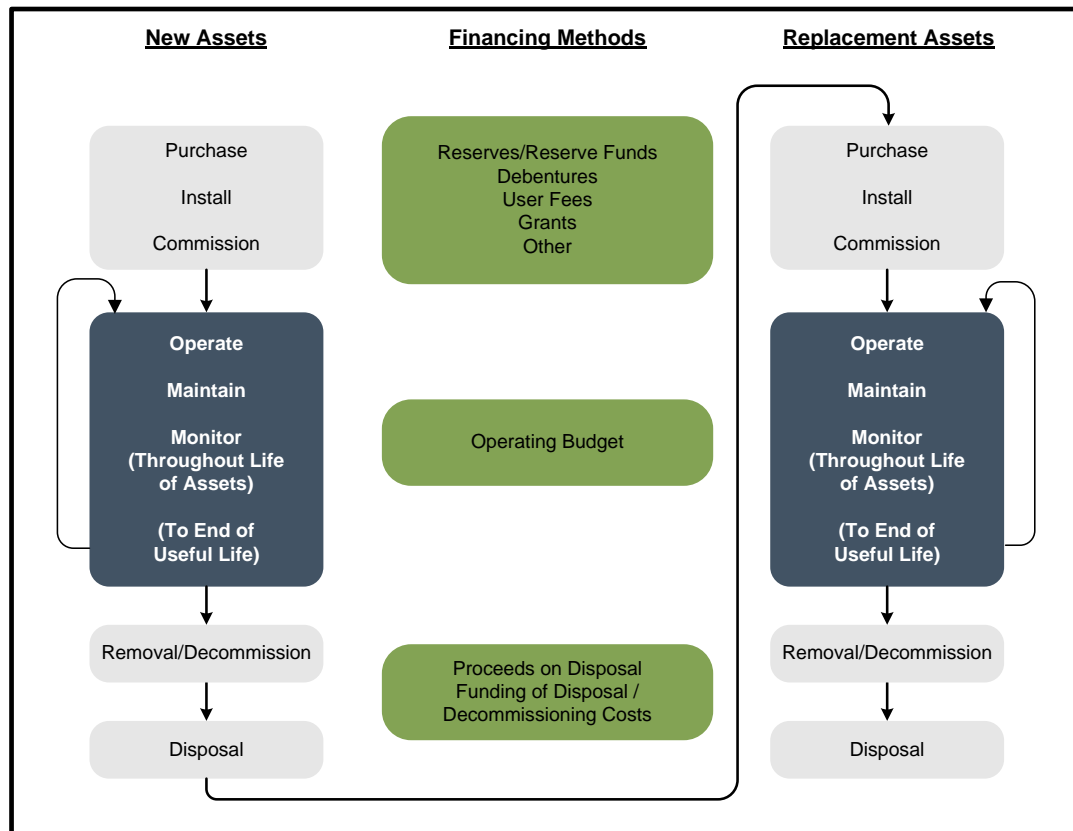 New Assets
Financing Methods
Replacement Assets
Purchase
Install
Commission
Operate
Maintain
Monitor
(Throughout Life
of Assets)
(To End of
Useful Life)
Removal/Decommission
Disposal
Reserves/Reserve Funds
Debentures
User Fees
Grants
Other
Operating Budget
Proceeds on Disposal
Funding of Disposal /
Decommissioning Costs
Purchase
Install
Commission
Operate
Maintain
Monitor
(Throughout Life
of Assets)
(To End of
Useful Life)
Removal/Decommission
Disposal